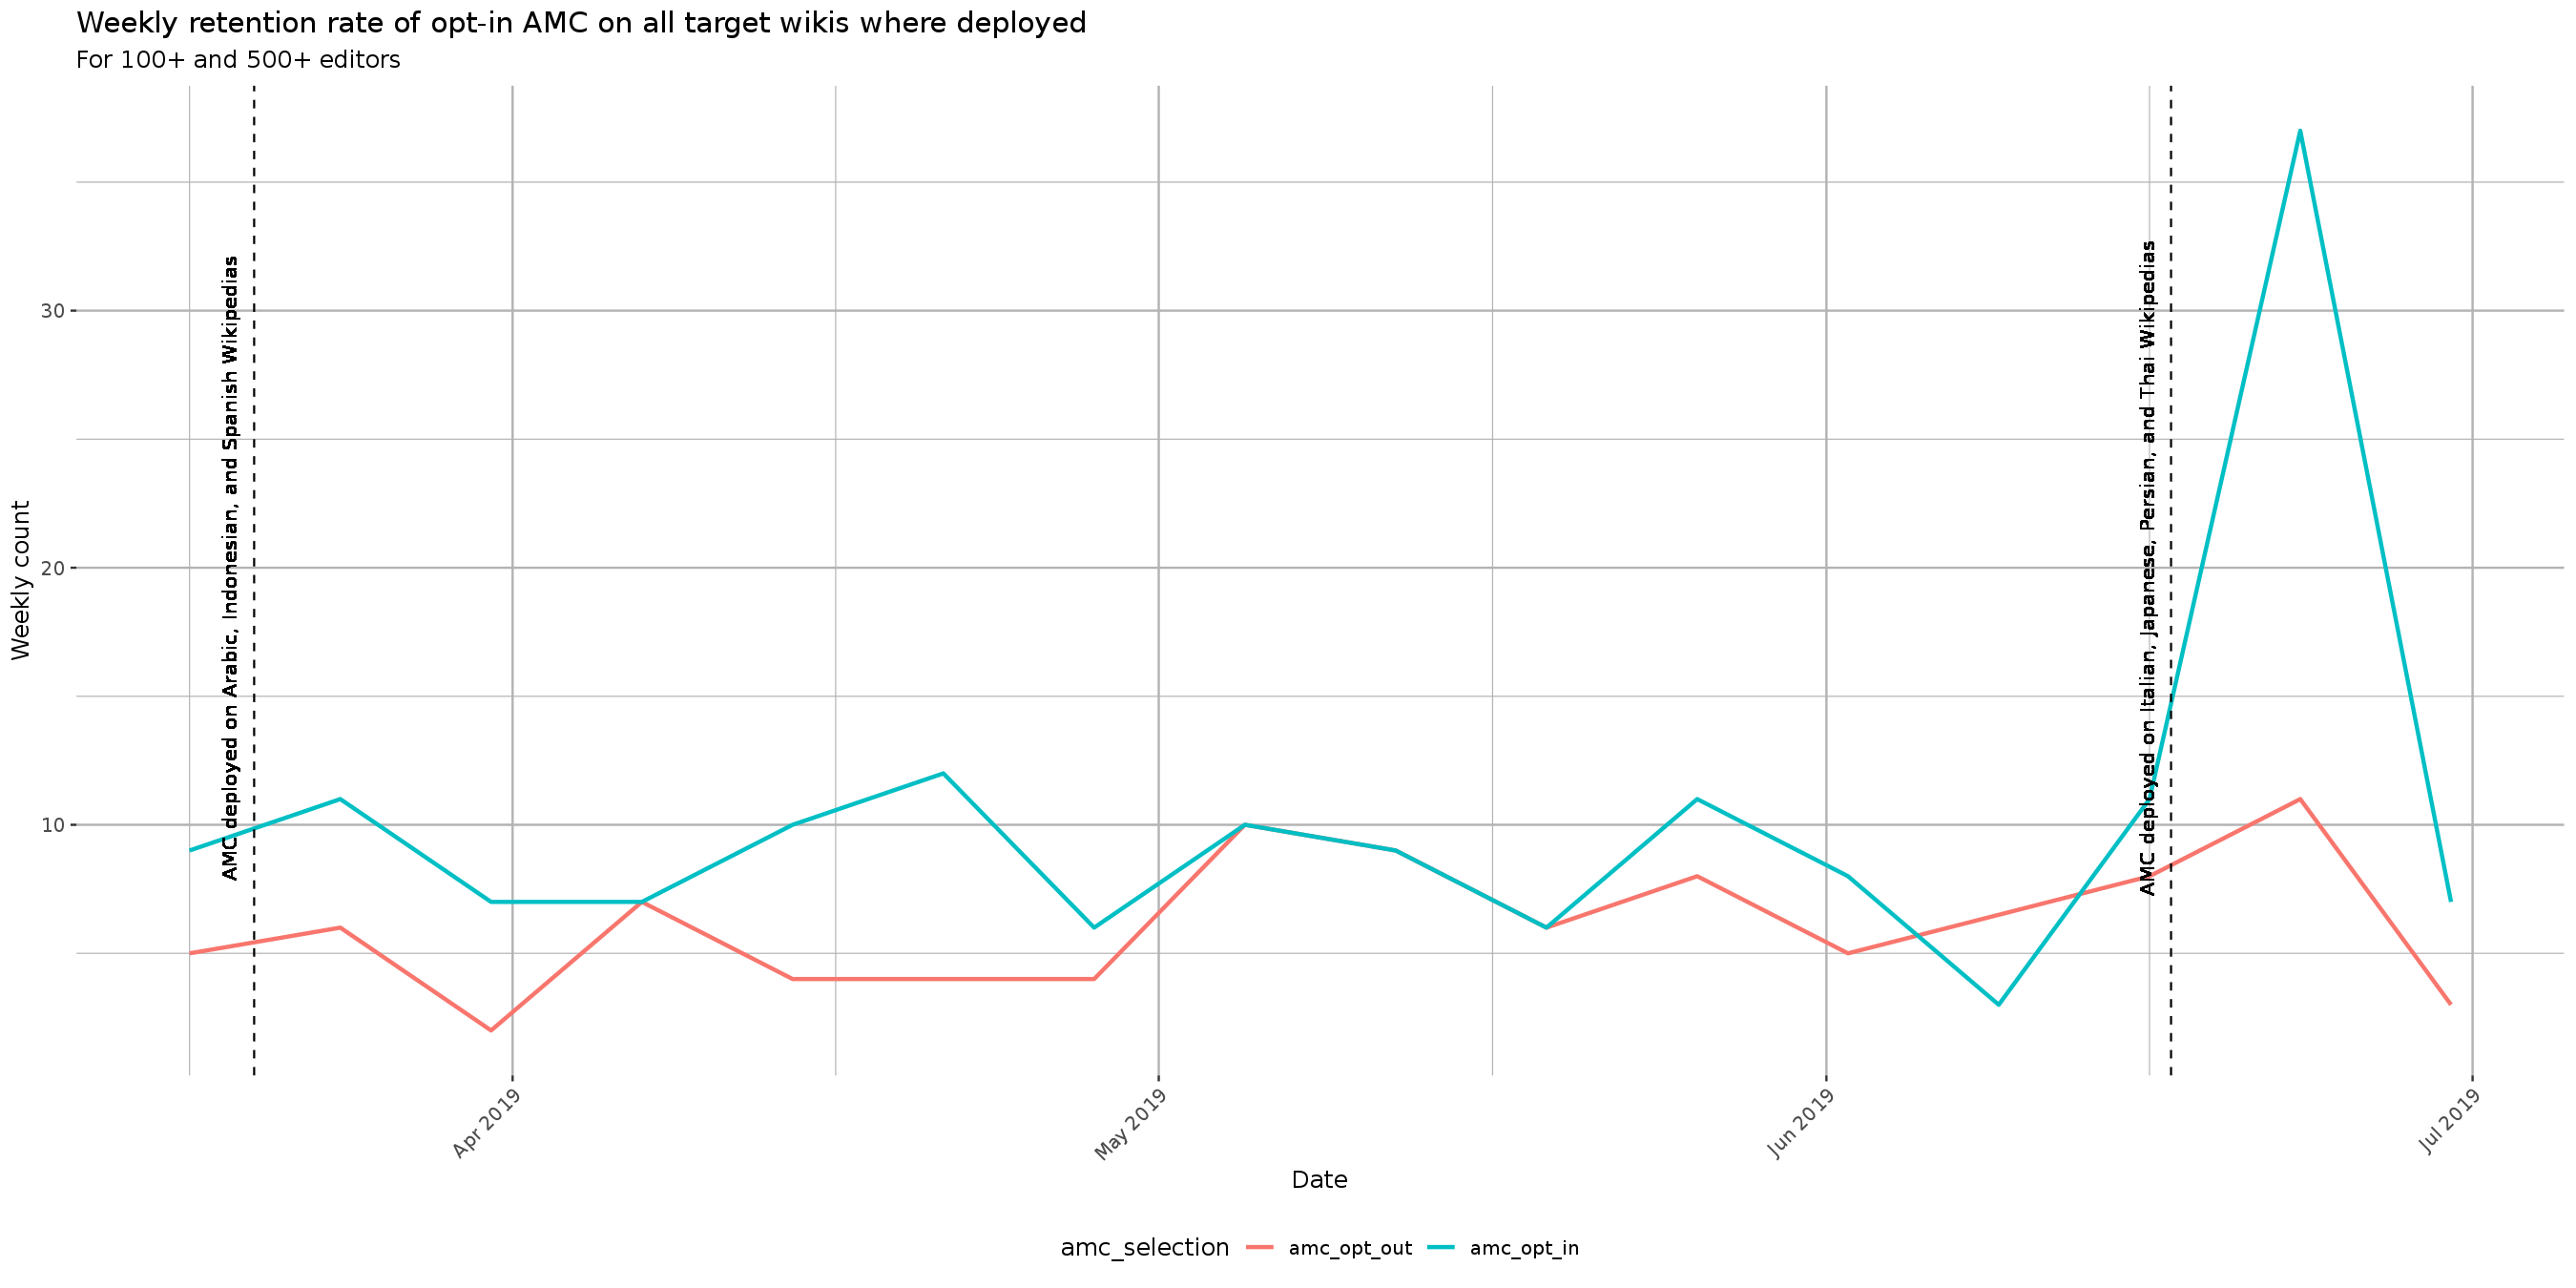 Weekly retention rate of opt-in AMC on all target wikis where deployed
For 100+ and 500+ editors
Weekly count
30
20
10
AMC deployed on Arabic, Indonesian, and Spanish Wikipedias
AMC deployed on Italian, Japanese, Persian, and Thai Wikipedias
Apr 2019
May 2019
Jun 2019
Jul 2019
Date
amc_selection amc_opt_out amc_opt_in